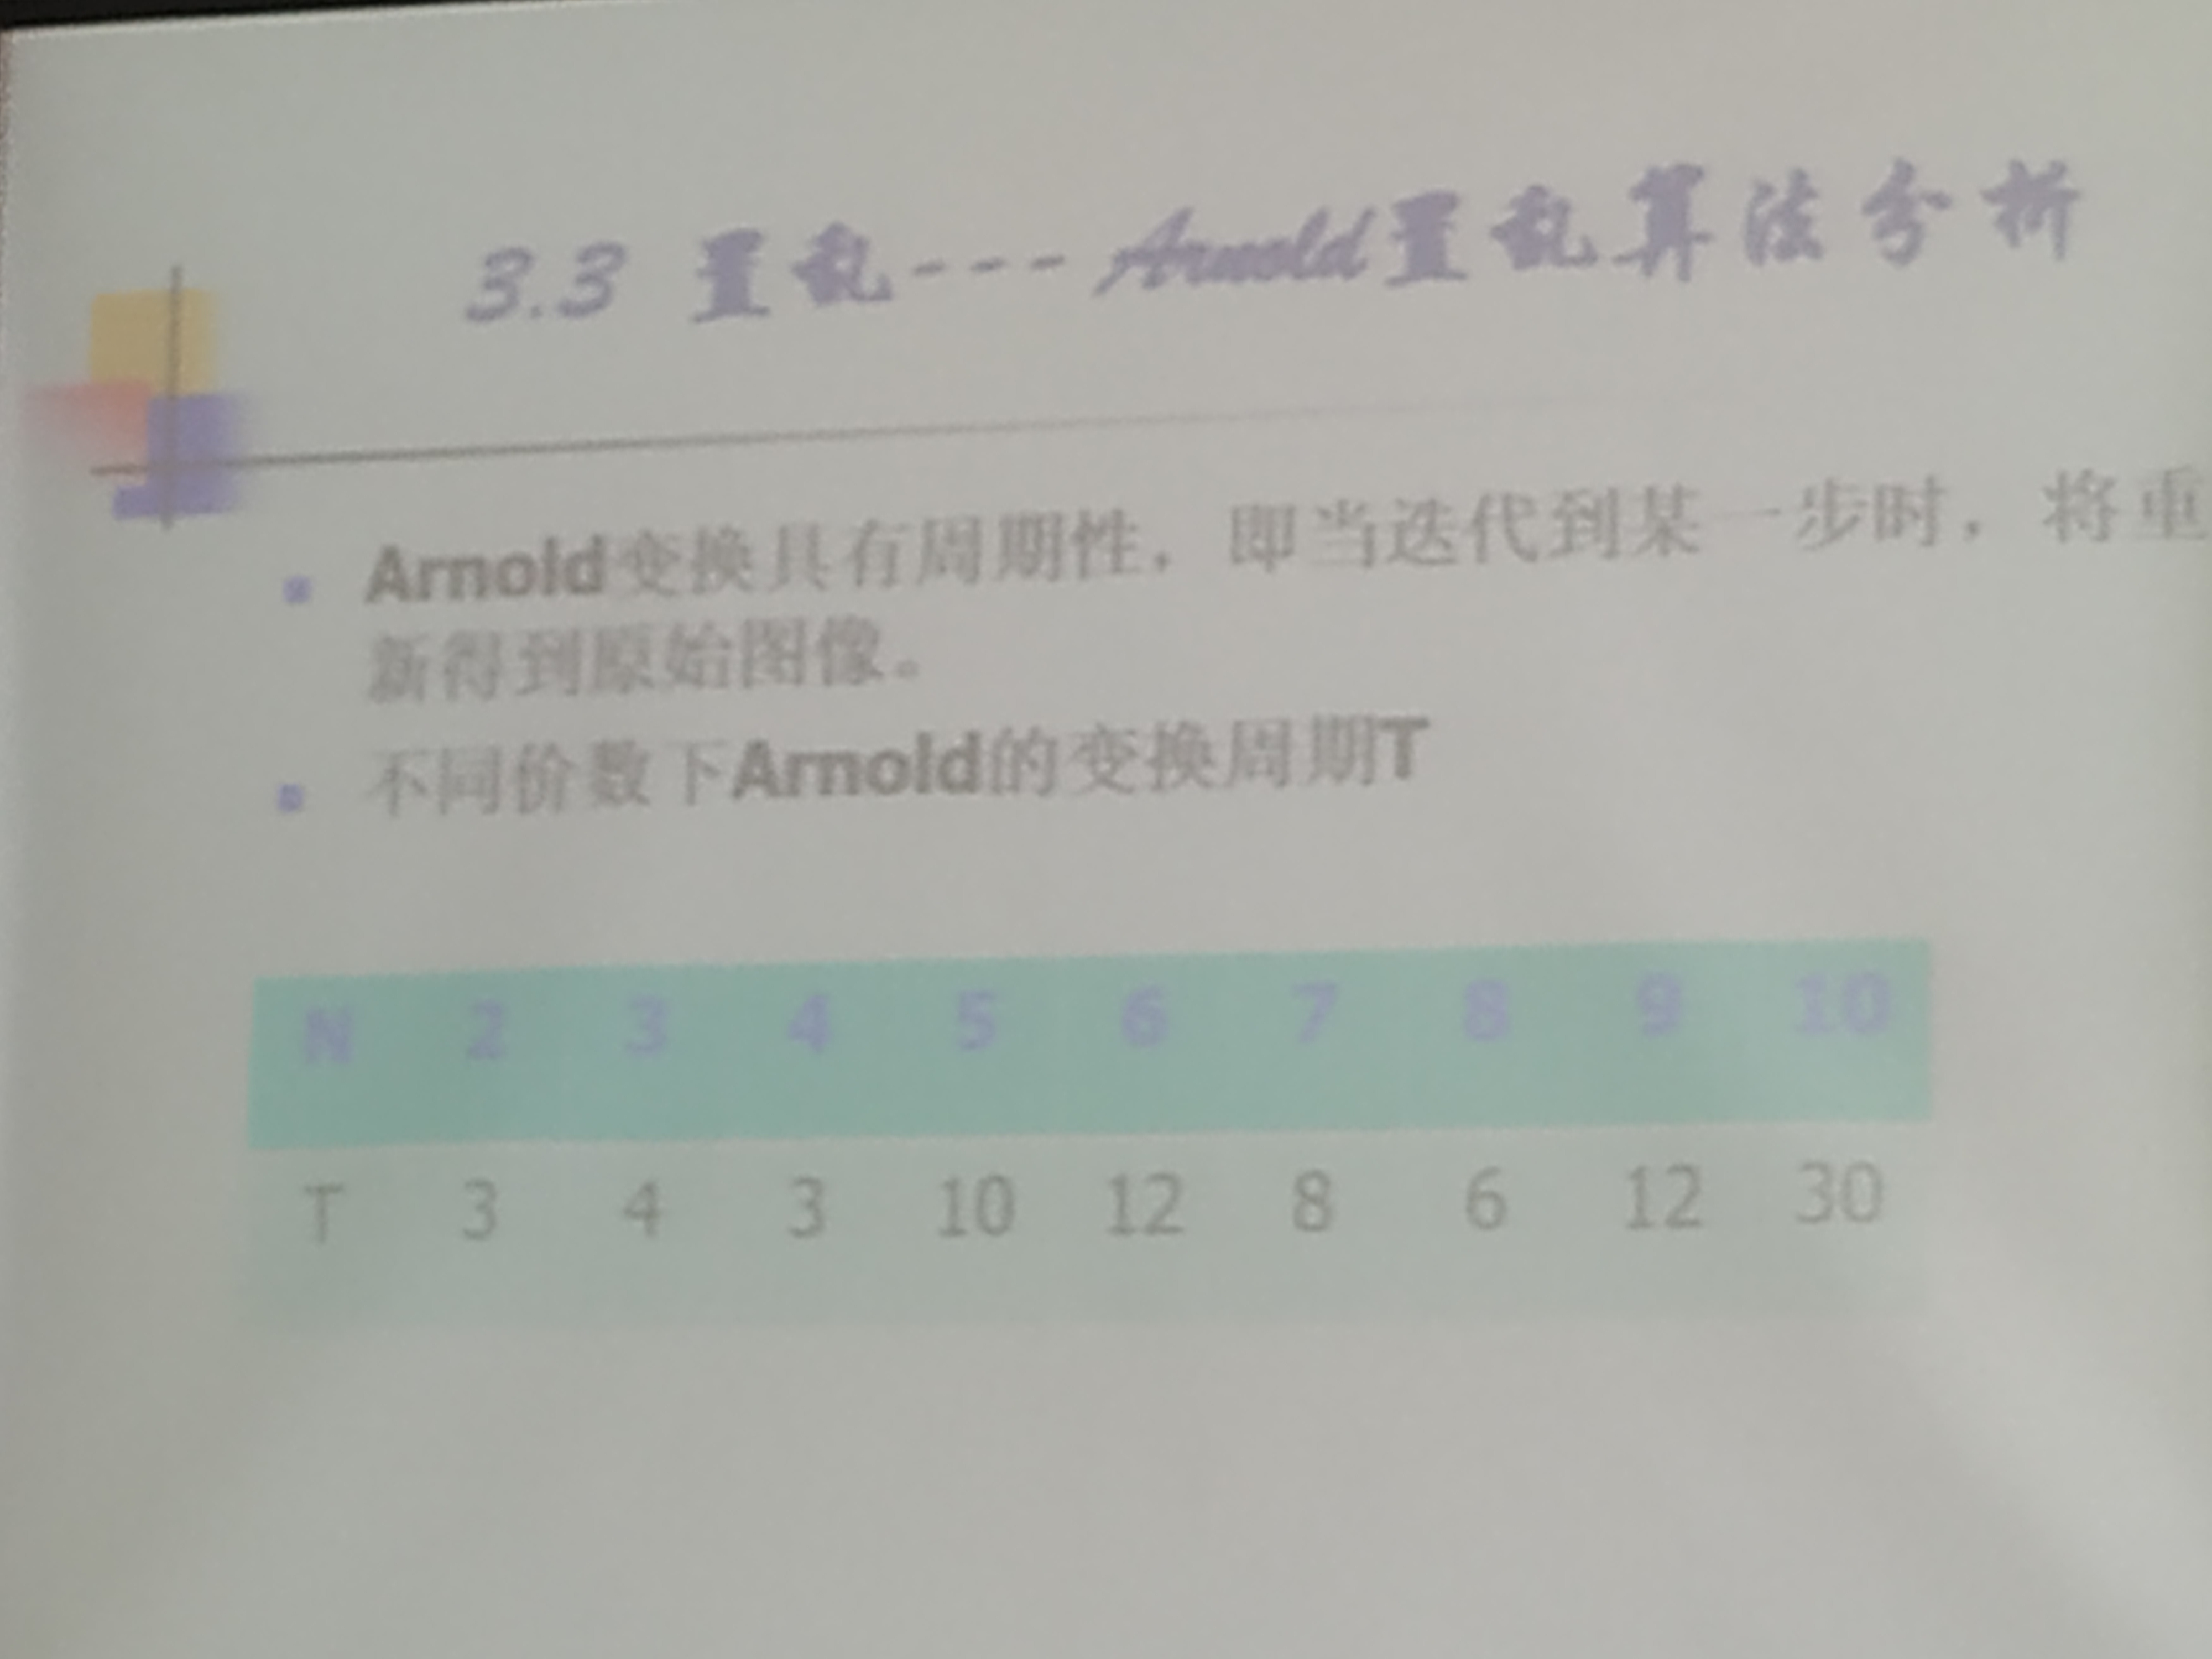 3.3 置乱---Arnold置乱算法分析
Arnold变换具有周期性，即当迭代到某一步时，将重
新得到原始图像。
不同价数下Arnold的变换周期T
N 2 3 4 5 6 7 8 9 10
T 3 4 3 10 12 8 6 12 30